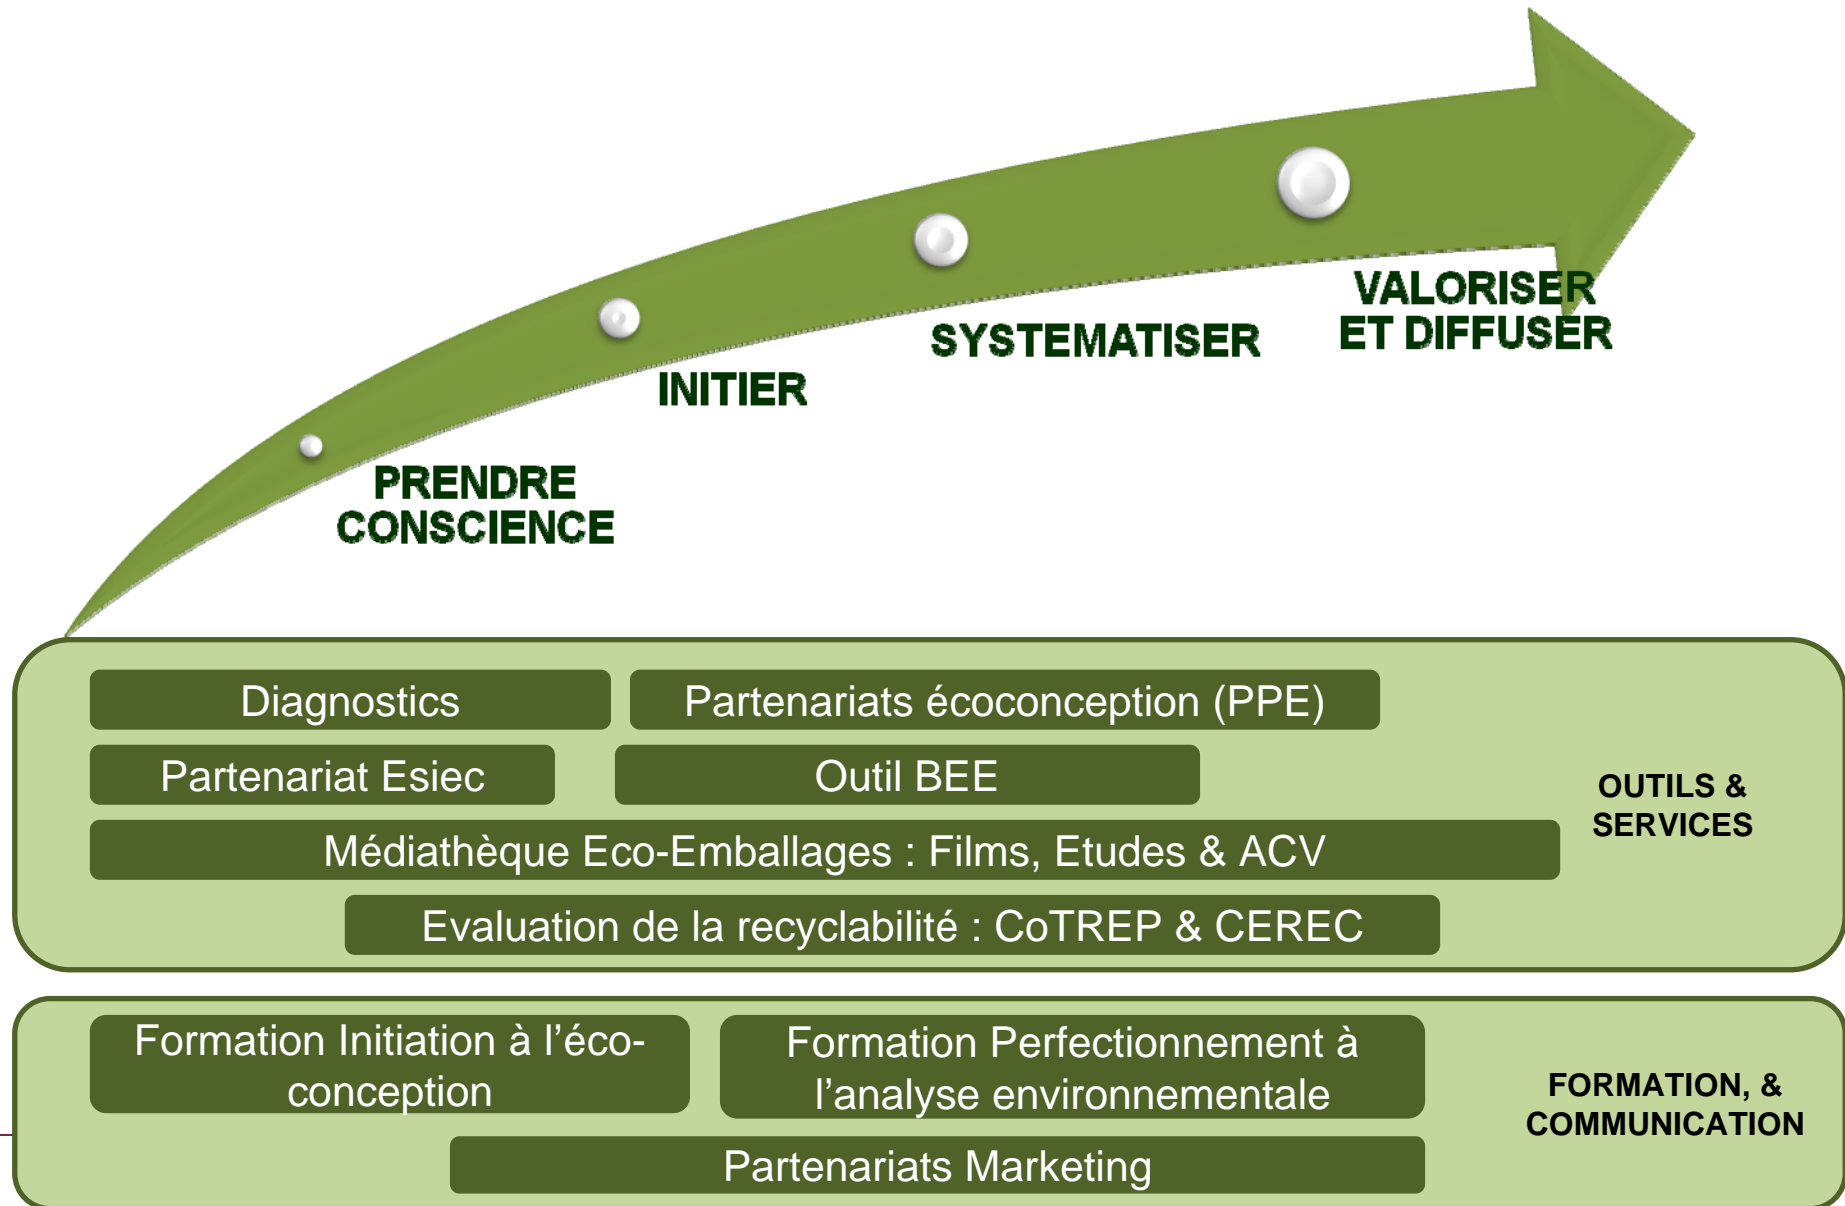 VALORISER
ET DIFFUSER
SYSTEMATISER
INITIER
PRENDRE
CONSCIENCE
Diagnostics
Partenariats écoconception (PPE)
Partenariat Esiec
Outil BEE
Médiathèque Eco-Emballages : Films, Etudes & ACV
Evaluation de la recyclabilité : CoTREP & CEREC
OUTILS &
SERVICES
Formation Initiation à l’éco-
conception
Formation Perfectionnement à
l’analyse environnementale
Partenariats Marketing
FORMATION, &
COMMUNICATION